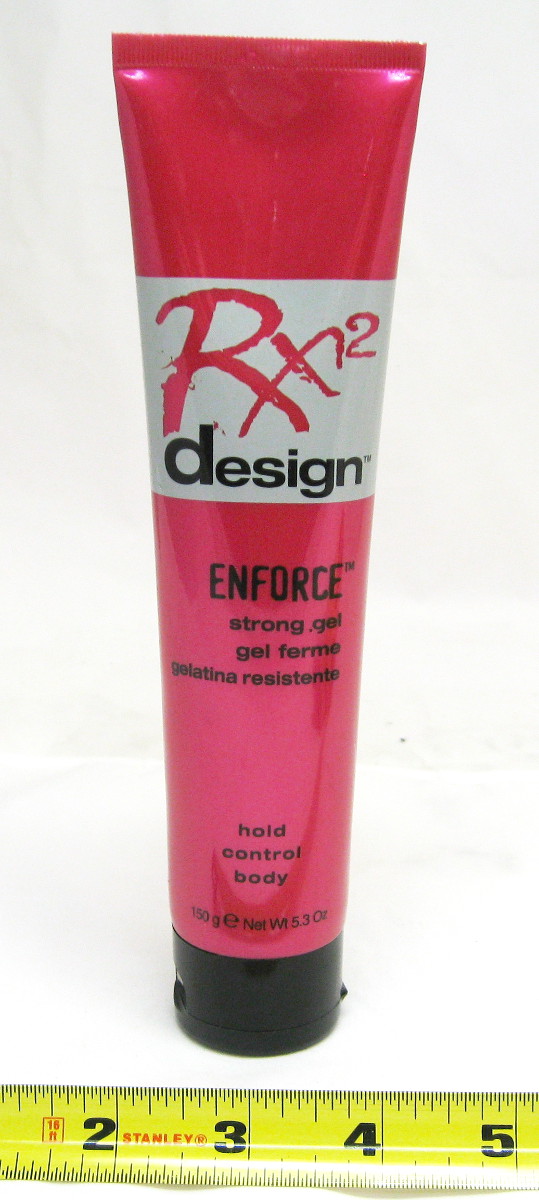 Rx²
design™
ENFORCE™
strong gel
gel ferme
gelatina resistente
hold
control
body
150 g ℮ Net Wt 5.3 Oz
16 ft 2 STANLEY® 3 4 5